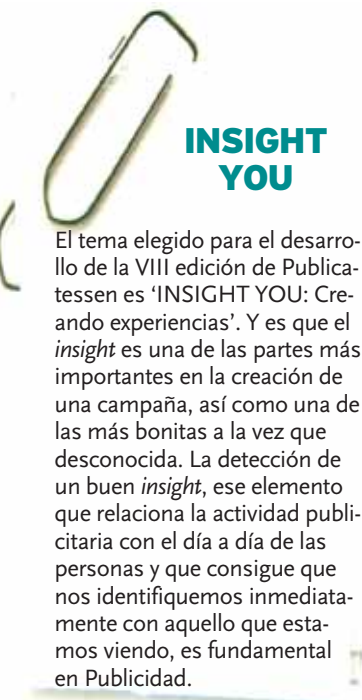 INSIGHT
YOU
El tema elegido para el desarro-
llo de la VIII edición de Publica-
tessen es ‘INSIGHT YOU: Cre-
ando experiencias’. Y es que el
insight es una de las partes más
importantes en la creación de
una campaña, así como una de
las más bonitas a la vez que
desconocida. La detección de
un buen insight, ese elemento
que relaciona la actividad publi-
citaria con el día a día de las
personas y que consigue que
nos identifiquemos inmediata-
mente con aquello que esta-
mos viendo, es fundamental
en Publicidad.